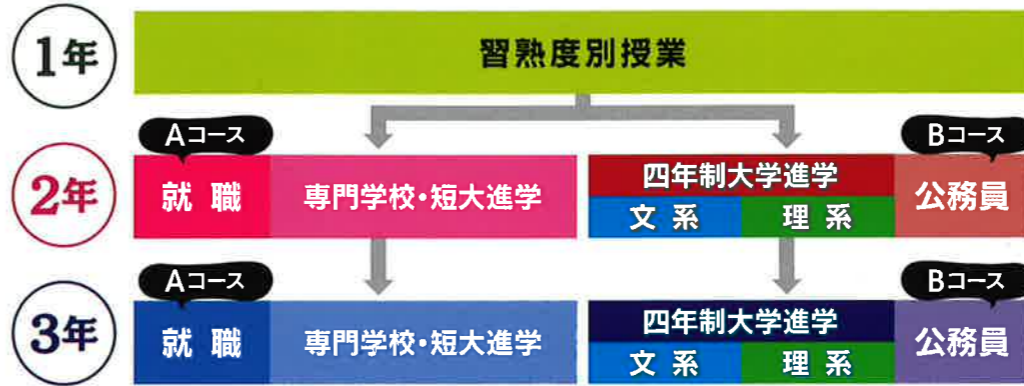 1年
習熟度別授業
Aコース
Bコース
2年
就職
専門学校・短大進学
四年制大学進学
文系
理系
公務員
Aコース
Bコース
3年
就職
専門学校・短大進学
四年制大学進学
文系
理系
公務員